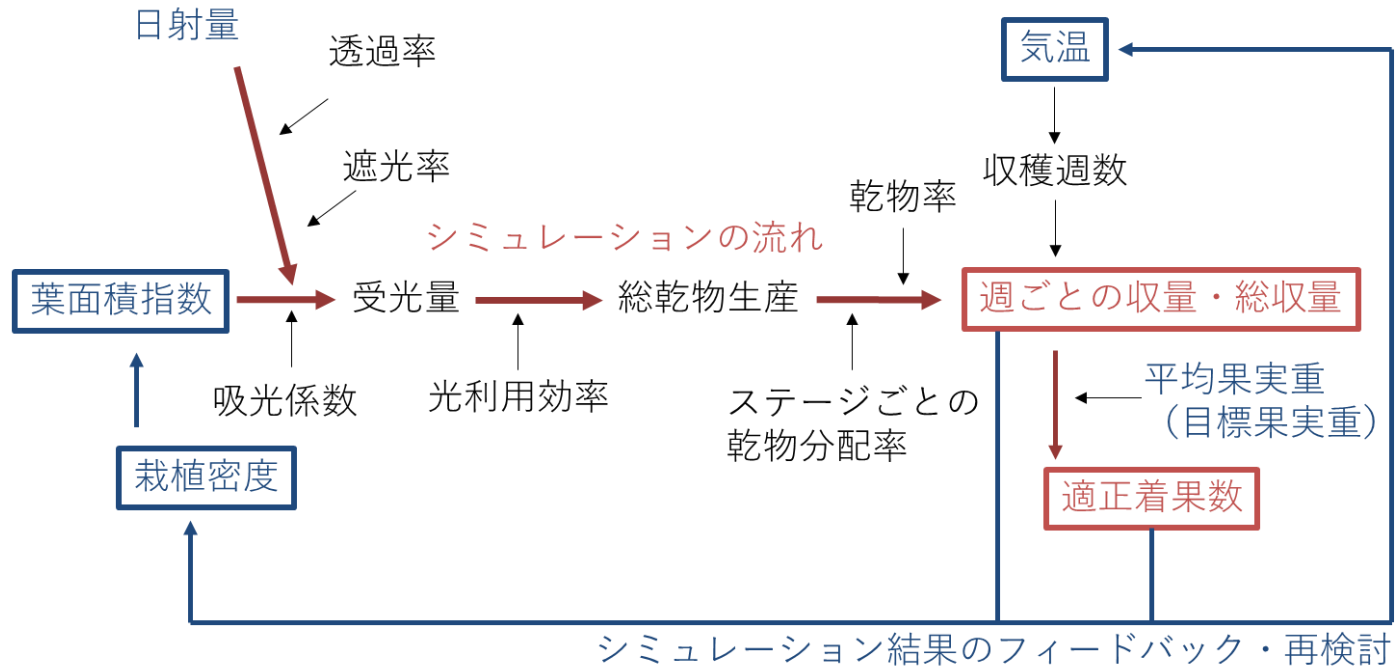 日射量
透過率
気温
遮光率
収穫週数
乾物率
シミュレーションの流れ
葉面積指数
受光量
総乾物生産
週ごとの収量・総収量
吸光係数
光利用効率
ステージごとの
乾物分配率
平均果実重
（目標果実重）
栽植密度
適正着果数
シミュレーション結果のフィードバック・再検討